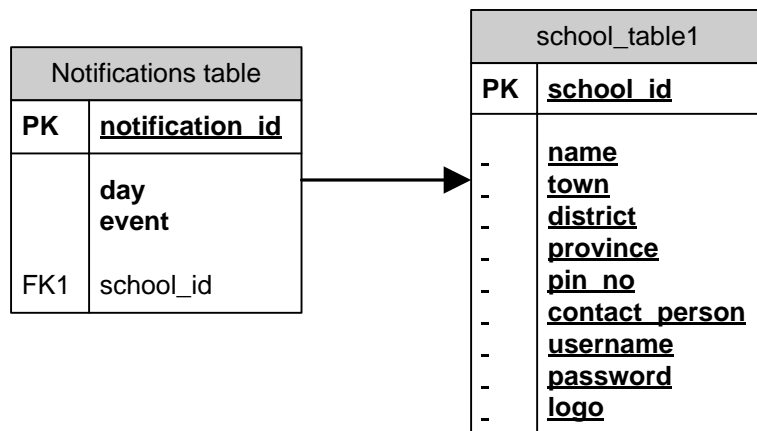 Notifications table
PK notification_id
day
event
FK1 school_id
school_table1
PK school_id
_ name
_ town
_ district
_ province
_ pin_no
_ contact_person
_ username
_ password
_ logo